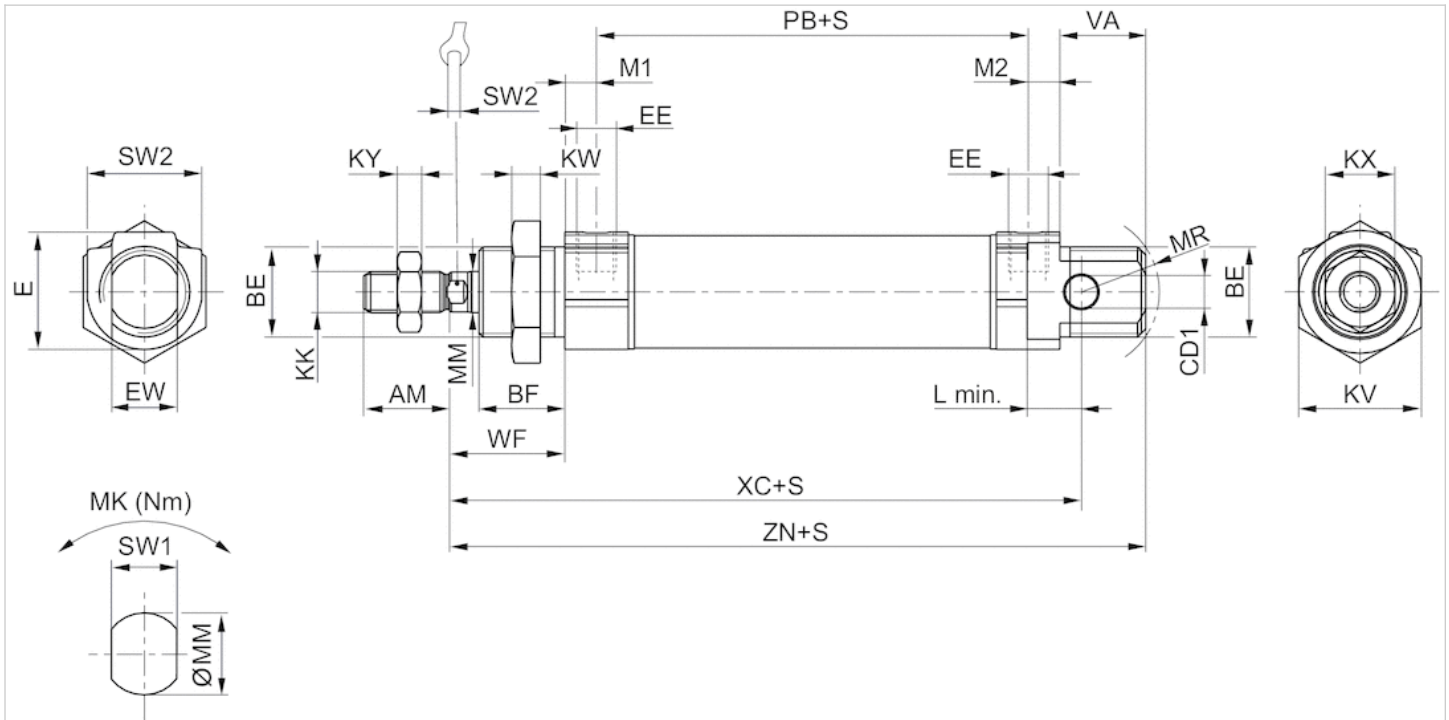 PB+S
VA
M1
M2
SW2
EE
KY
KW
EE
SW2
KX
MR
E
BE
BE
CD1
KK
MM
EW
AM
BF
L min.
KV
WF
XC+S
MK (Nm)
ZN+S
SW1
ØMM